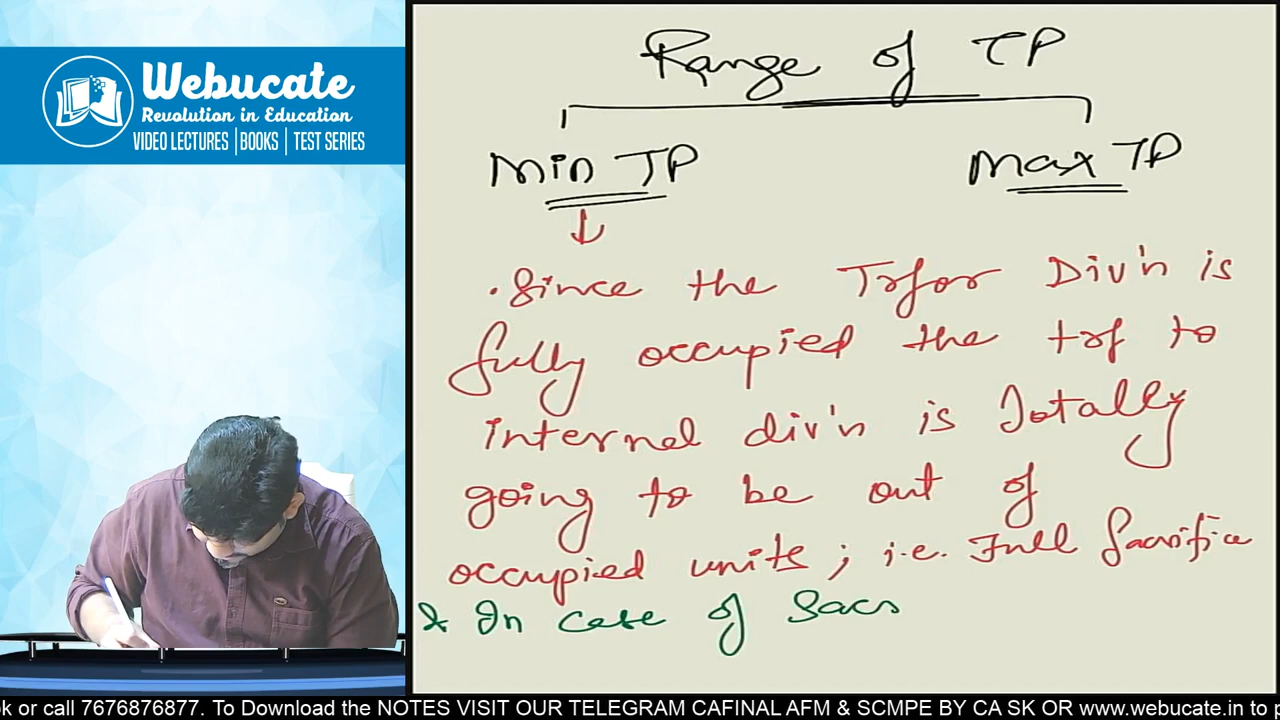 Webucate
Revolution in Education
VIDEO LECTURES | BOOKS | TEST SERIES
Range of TP
Min TP
Max TP
. Since the Trfor Div'n is
fully occupied the trf to
internal div'n is Totally
going to be out of
occupied units ; i.e. Full Sacrifice
& In case of Sacr
ok or call 7676876877. To Download the NOTES VISIT OUR TELEGRAM CAFINAL AFM & SCMPE BY CA SK OR www.webucate.in to p